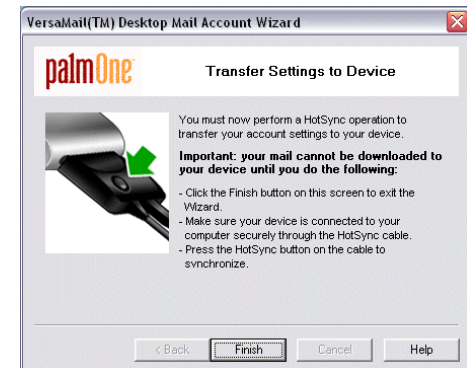 VersaMail(TM) Desktop Mail Account Wizard
palmOne
Transfer Settings to Device
You must now perform a HotSync operation to
transfer your account settings to your device.
Important: your mail cannot be downloaded to
your device until you do the following:
- Click the Finish button on this screen to exit the
Wizard.
- Make sure your device is connected to your
computer securely through the HotSync cable.
- Press the HotSync button on the cable to
synchronize.
< Back Finish Cancel Help